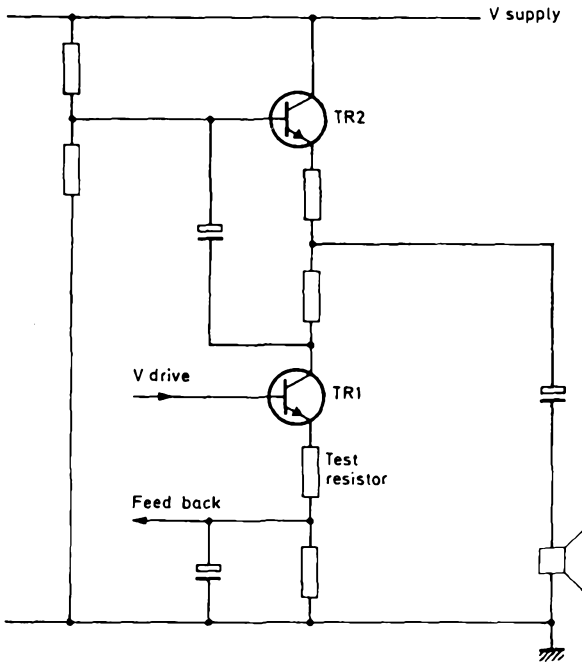 V supply
TR2
V drive
TR1
Test
resistor
Feed back